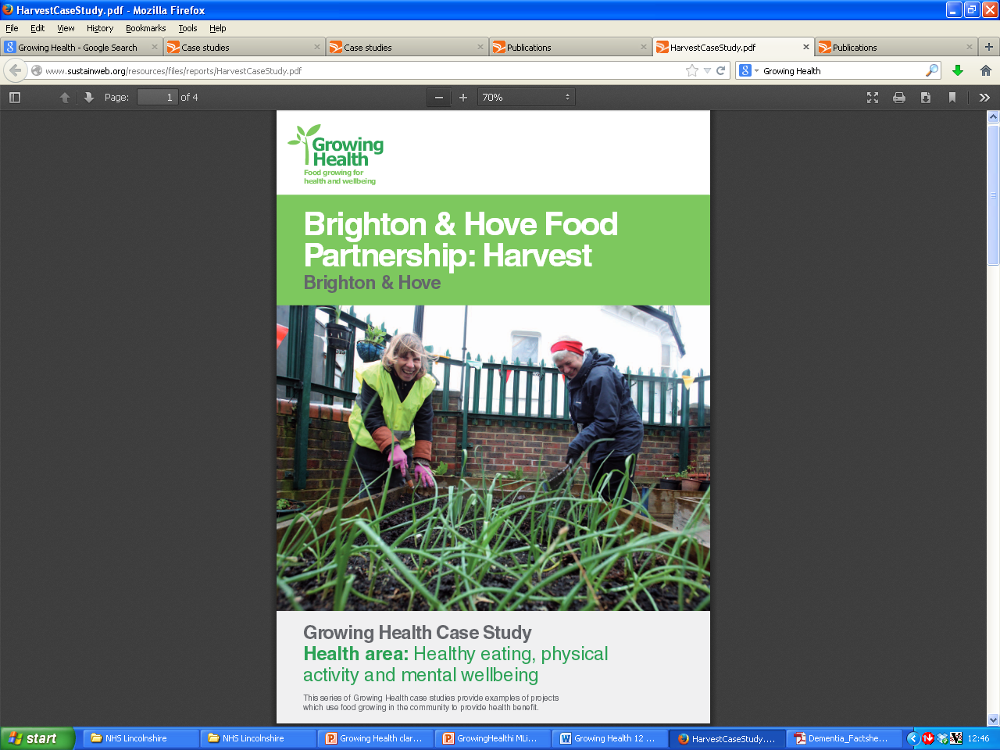 HarvestCaseStudy.pdf - Mozilla Firefox
File Edit View History Bookmarks Tools Help
Growing Health - Google Search
Case studies
Case studies
Publications
HarvestCaseStudy.pdf
Publications
www.sustainweb.org/resources/files/reports/HarvestCaseStudy.pdf
Growing Health
Page: 1 of 4
70%
Growing
Health
Food growing for
health and wellbeing
Brighton & Hove Food
Partnership: Harvest
Brighton & Hove
Growing Health Case Study
Health area: Healthy eating, physical
activity and mental wellbeing
This series of Growing Health case studies provide examples of projects
which use food growing in the community to provide health benefit.
start
NHS Lincolnshire
NHS Lincolnshire
Growing Health clar...
GrowingHealthi MLi...
Growing Health 12 ...
HarvestCaseStudy....
Dementia_Factshe...
12:46